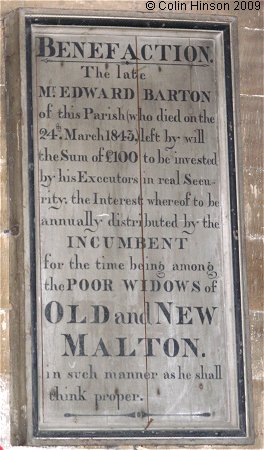 ©Colin Hinson 2009
BENEFACTION.
The late
Mr. EDWARD BARTON
of this Parish (who died on the
24th March 1843, left by will
the Sum of £100 to be invested
by his Executors in real Secu-
rity, the Interest whereof to be
annually distributed by the
INCUMBENT
for the time being among
the POOR WIDOWS of
OLD and NEW
MALTON.
in such manner as he shall
think proper.